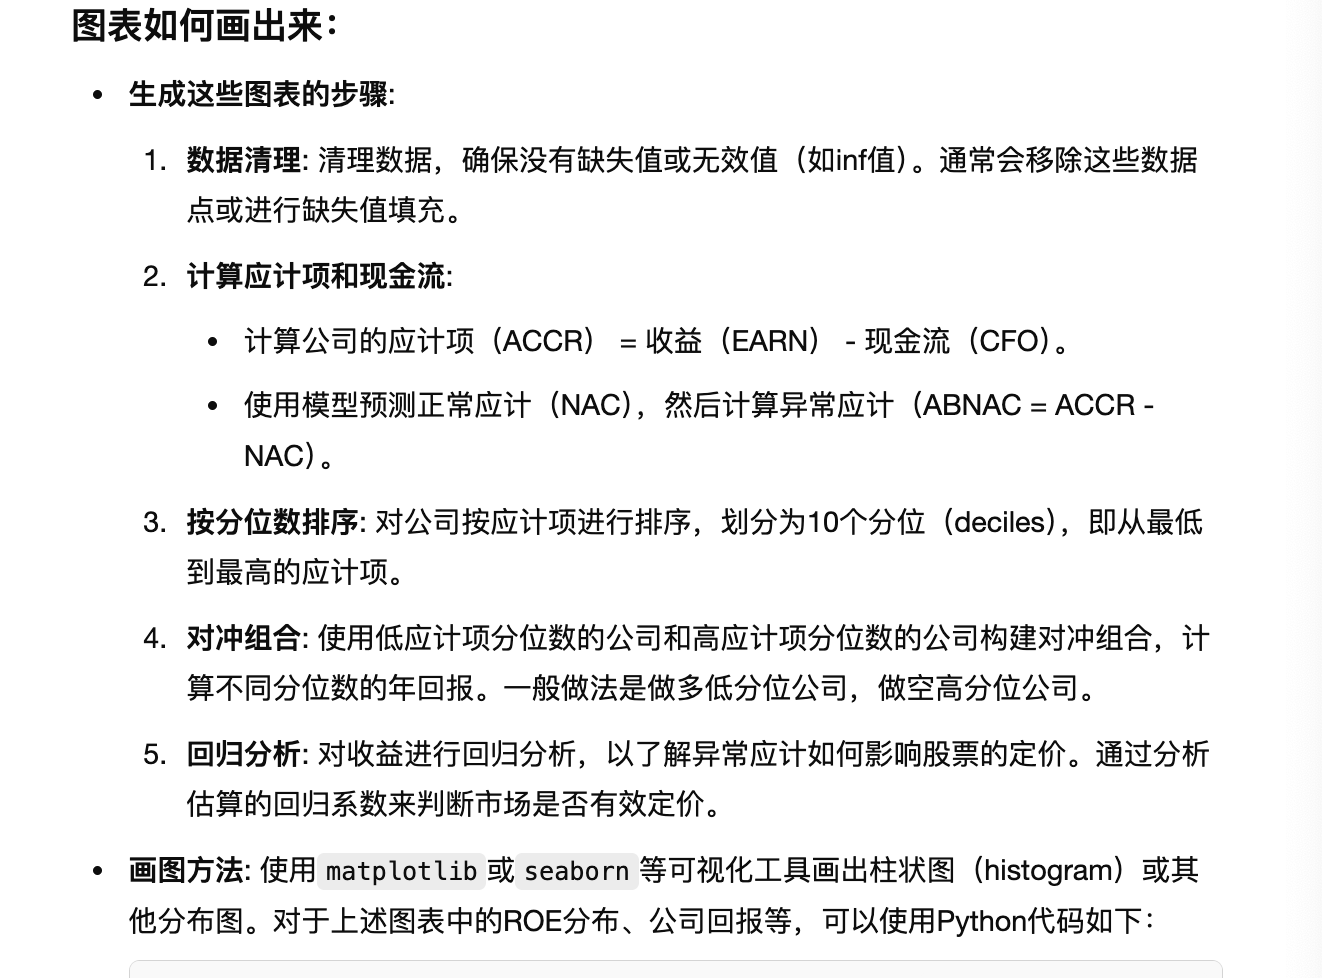 图表如何画出来：
• 生成这些图表的步骤:
1. 数据清理: 清理数据，确保没有缺失值或无效值（如inf值）。通常会移除这些数据
点或进行缺失值填充。
2. 计算应计项和现金流:
• 计算公司的应计项（ACCR） = 收益（EARN） - 现金流（CFO）。
• 使用模型预测正常应计（NAC），然后计算异常应计（ABNAC = ACCR -
NAC）。
3. 按分位数排序: 对公司按应计项进行排序，划分为10个分位（deciles），即从最低
到最高的应计项。
4. 对冲组合: 使用低应计项分位数的公司和高应计项分位数的公司构建对冲组合，计
算不同分位数的年回报。一般做法是做多低分位公司，做空高分位公司。
5. 回归分析: 对收益进行回归分析，以了解异常应计如何影响股票的定价。通过分析
估算的回归系数来判断市场是否有效定价。
• 画图方法: 使用 matplotlib 或 seaborn 等可视化工具画出柱状图（histogram）或其
他分布图。对于上述图表中的ROE分布、公司回报等，可以使用Python代码如下：